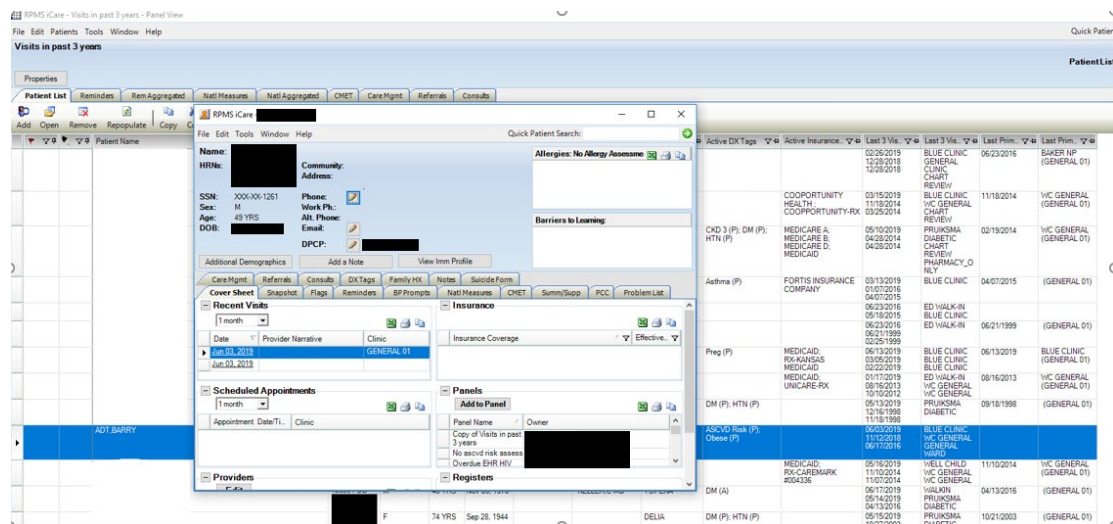 RPMS iCare - Visits in past 3 years - Panel View
File Edit Patients Tools Window Help
Quick Patien
Visits in past 3 years
Patient List
Properties
Patient List Reminders Rem Aggregated Natl Measures Natl Aggregated CMET Care Mgmt Referrals Consults
Add Open Remove Repopulate Copy
Patient Name
Active DX Tags Active Insurance.. Last 3 Vis.. Last 3 Vis.. Last Prim.. Last Prim..
RPMS iCare -
File Edit Tools Window Help
Quick Patient Search:
Name:
HRNs:
Community:
Address:
Allergies: No Allergy Assessme
SSN: XXX-XX-1261
Phone:
Sex: M
Work Ph.:
Age: 49 YRS
Alt. Phone:
DOB:
Email:
DPCP:
Barriers to Learning:
Additional Demographics Add a Note View Imm Profile
Care Mgmt Referrals Consults DX Tags Family HX Notes Suicide Form
Cover Sheet Snapshot Flags Reminders BP Prompts Natl Measures CMET Summ/Supp PCC Problem List
Recent Visits
1 month
Date Provider Narrative Clinic
Jun 03, 2019 GENERAL 01
Jun 03, 2019
Insurance
Insurance Coverage Effective..
Scheduled Appointments
1 month
Appointment Date/Ti.. Clinic
Panels
Add to Panel
Panel Name Owner
Copy of Visits in past
3 years
No ascvd risk assess
Overdue EHR HIV
Providers
Edit
Registers
02/26/2019 BLUE CLINIC 06/23/2016 BAKER NP
12/28/2018 GENERAL (GENERAL 01)
12/28/2018 CLINIC
CHART
REVIEW
COOPORTUNITY 03/15/2019 BLUE CLINIC 11/18/2014 WC GENERAL
HEALTH ; 11/18/2014 WC GENERAL (GENERAL 01)
COOPPORTUNITY-RX 03/25/2014 CHART
REVIEW
CKD 3 (P); DM (P); MEDICARE A; 05/10/2019 PRUIKSMA 02/19/2014 WC GENERAL
HTN (P) MEDICARE B; 04/28/2014 DIABETIC (GENERAL 01)
MEDICARE D; 04/28/2014 CHART
MEDICAID REVIEW
PHARMACY_O
NLY
Asthma (P) FORTIS INSURANCE 03/13/2019 BLUE CLINIC 04/07/2015 (GENERAL 01)
COMPANY 01/07/2016
04/07/2015
06/23/2016 ED WALK-IN
05/18/2015 BLUE CLINIC
06/23/2016 ED WALK-IN 06/21/1999 (GENERAL 01)
06/21/1999
02/25/1999
Preg (P) MEDICAID; 06/13/2019 BLUE CLINIC 06/13/2019 BLUE CLINIC
RX-KANSAS 03/05/2019 BLUE CLINIC (GENERAL 01)
MEDICAID 02/22/2019 BLUE CLINIC
MEDICAID; 01/17/2019 ED WALK-IN 08/16/2013 WC GENERAL
UNICARE-RX 08/16/2013 WC GENERAL (GENERAL 01)
10/10/2012 WC GENERAL
DM (P); HTN (P) 05/13/2019 PRUIKSMA 09/18/1998 (GENERAL 01)
12/16/1998 DIABETIC
11/18/1998
ADT,BARRY
ASCVD Risk (P); 06/03/2019 BLUE CLINIC
Obese (P) 11/12/2018 WC GENERAL
06/17/2016 GENERAL
WARD
MEDICAID; 05/16/2019 WELL CHILD 11/10/2014 WC GENERAL
RX-CAREMARK 11/10/2014 WC GENERAL (GENERAL 01)
#004336 11/07/2014 WC GENERAL
DM (A) 06/17/2019 WALKIN 04/13/2016 (GENERAL 01)
05/14/2019 PRUIKSMA
04/13/2016 DIABETIC
F 74 YRS Sep 28, 1944 DELIA DM (P); HTN (P) 05/15/2019 PRUIKSMA 10/21/2003 (GENERAL 01)
DIABETIC